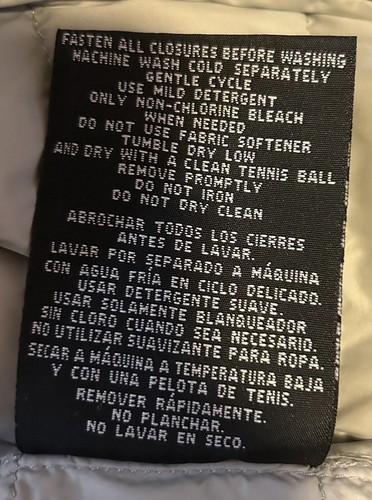 FASTEN ALL CLOSURES BEFORE WASHING
MACHINE WASH COLD SEPARATELY
GENTLE CYCLE
USE MILD DETERGENT
ONLY NON-CHLORINE BLEACH
WHEN NEEDED
DO NOT USE FABRIC SOFTENER
TUMBLE DRY LOW
AND DRY WITH A CLEAN TENNIS BALL
REMOVE PROMPTLY
DO NOT IRON
DO NOT DRY CLEAN
ABROCHAR TODOS LOS CIERRES
ANTES DE LAVAR.
LAVAR POR SEPARADO A MÁQUINA
CON AGUA FRÍA EN CICLO DELICADO.
USAR DETERGENTE SUAVE.
USAR SOLAMENTE BLANQUEADOR
SIN CLORO CUANDO SEA NECESARIO.
NO UTILIZAR SUAVIZANTE PARA ROPA.
SECAR A MÁQUINA A TEMPERATURA BAJA
Y CON UNA PELOTA DE TENIS.
REMOVER RÁPIDAMENTE.
NO PLANCHAR.
NO LAVAR EN SECO.